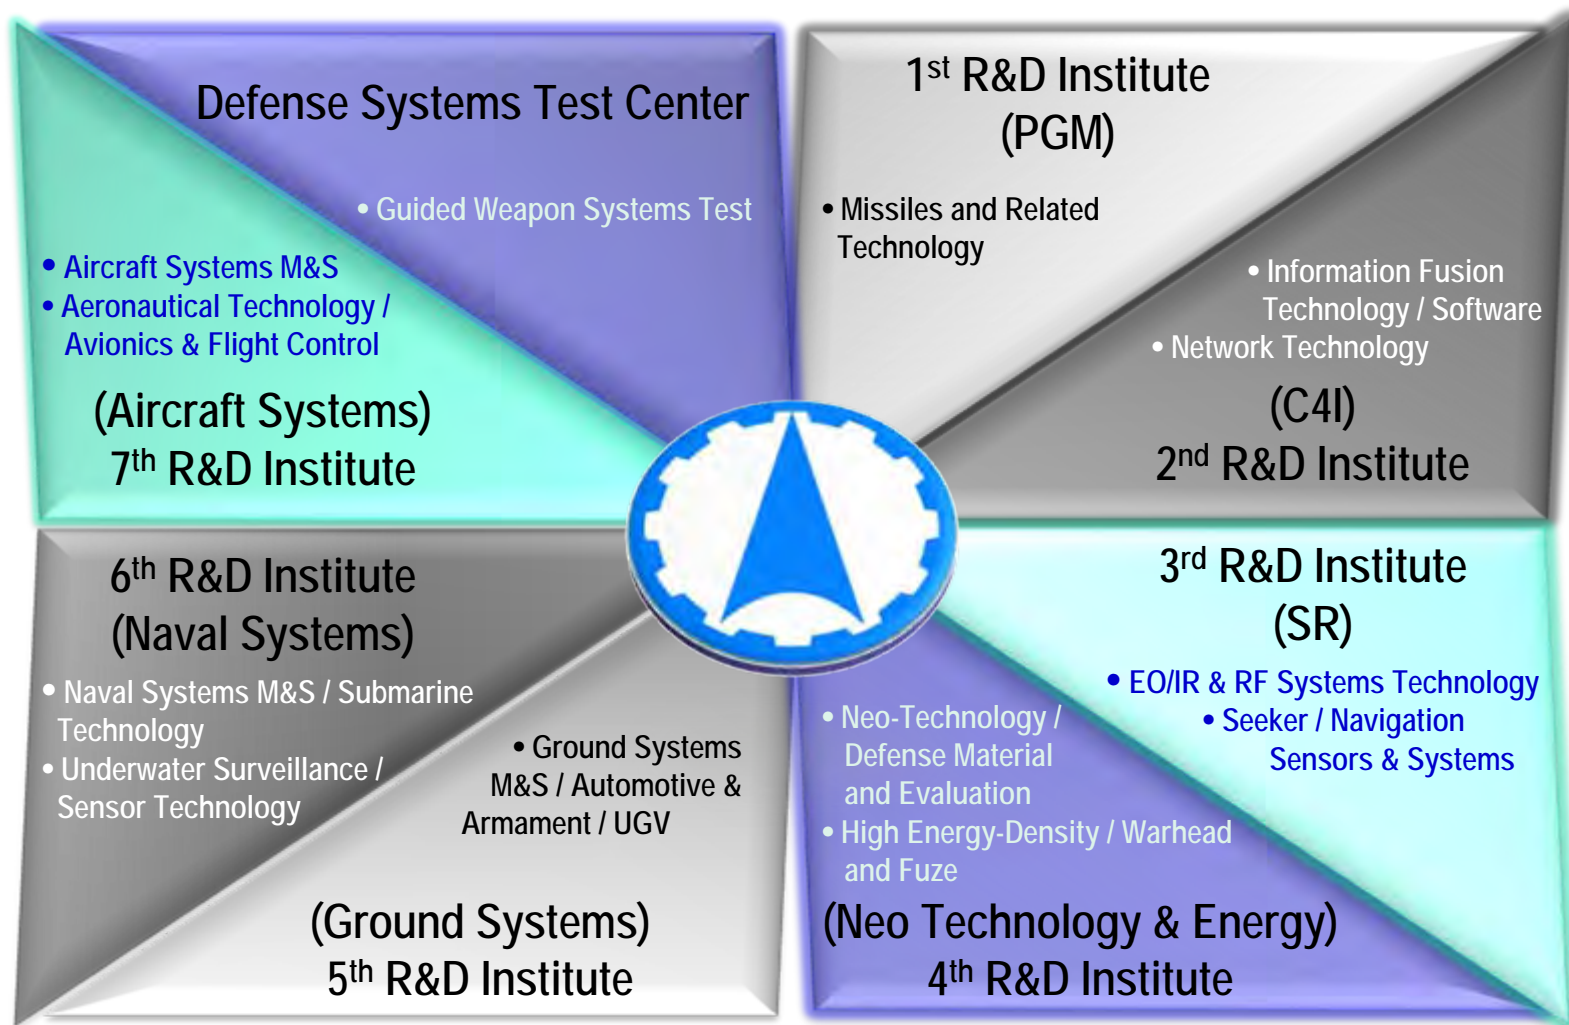 Defense Systems Test Center
• Guided Weapon Systems Test
1st R&D Institute
(PGM)
• Missiles and Related
Technology
• Information Fusion
Technology / Software
• Network Technology
(C4I)
2nd R&D Institute
3rd R&D Institute
(SR)
• EO/IR & RF Systems Technology
• Seeker / Navigation
Sensors & Systems
• Neo-Technology /
Defense Material
and Evaluation
• High Energy-Density / Warhead
and Fuze
(Neo Technology & Energy)
4th R&D Institute
• Ground Systems
M&S / Automotive &
Armament / UGV
(Ground Systems)
5th R&D Institute
6th R&D Institute
(Naval Systems)
• Naval Systems M&S / Submarine
Technology
• Underwater Surveillance /
Sensor Technology
• Aircraft Systems M&S
• Aeronautical Technology /
Avionics & Flight Control
(Aircraft Systems)
7th R&D Institute